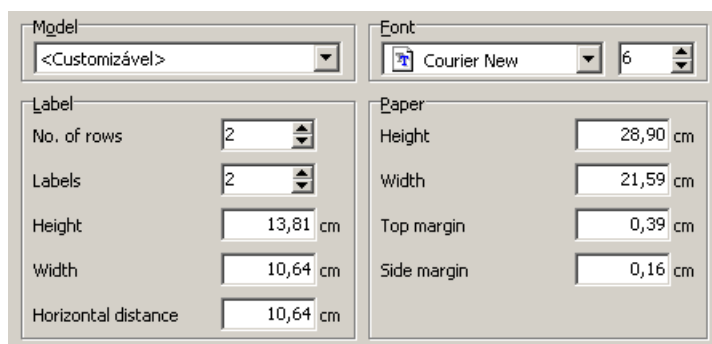 Model
<Customizável>
Font
Courier New 6
Label
No. of rows 2
Labels 2
Height 13,81 cm
Width 10,64 cm
Horizontal distance 10,64 cm
Paper
Height 28,90 cm
Width 21,59 cm
Top margin 0,39 cm
Side margin 0,16 cm